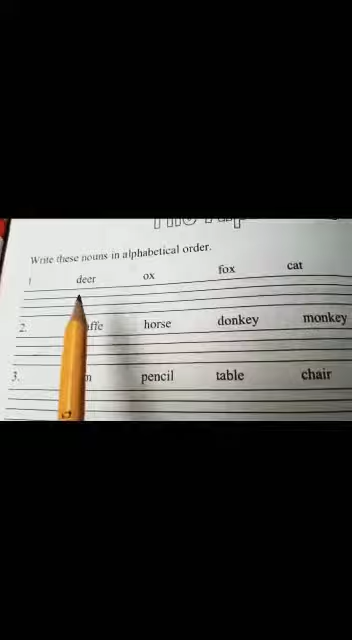 Write these nouns in alphabetical order.
1 deer ox fox cat
2. horse donkey monkey
3. pencil table chair